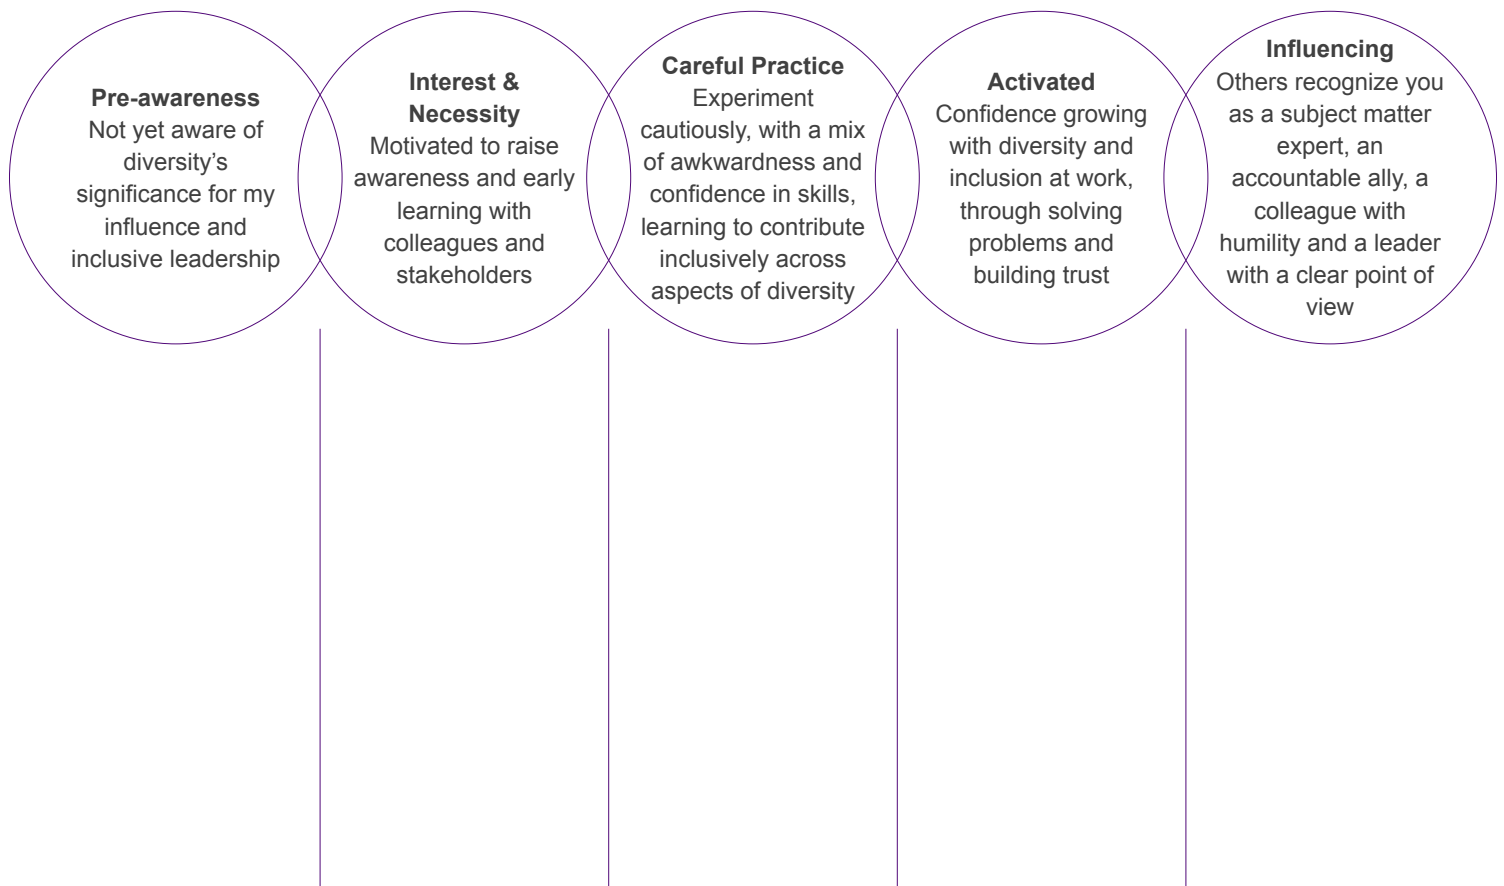 Pre-awareness
Not yet aware of
diversity’s
significance for my
influence and
inclusive leadership
Interest &
Necessity
Motivated to raise
awareness and early
learning with
colleagues and
stakeholders
Careful Practice
Experiment
cautiously, with a mix
of awkwardness and
confidence in skills,
learning to contribute
inclusively across
aspects of diversity
Activated
Confidence growing
with diversity and
inclusion at work,
through solving
problems and
building trust
Influencing
Others recognize you
as a subject matter
expert, an
accountable ally, a
colleague with
humility and a leader
with a clear point of
view